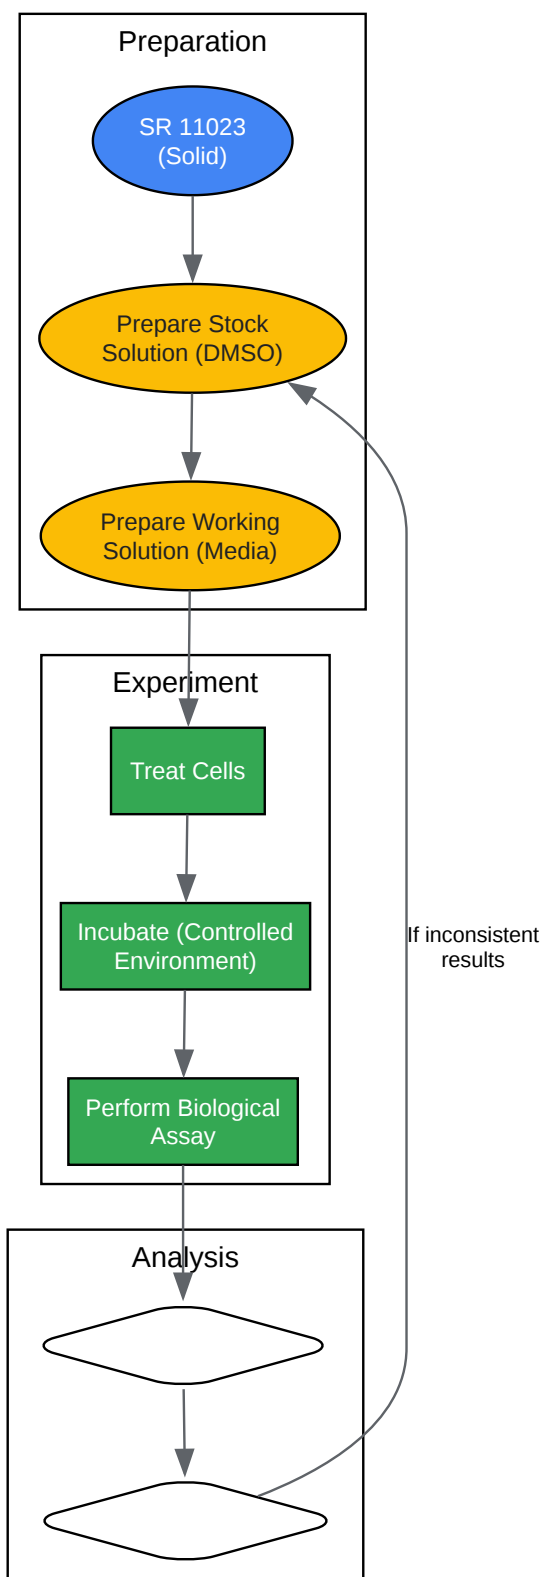 Preparation
SR 11023
(Solid)
Prepare Stock
Solution (DMSO)
Prepare Working
Solution (Media)
Experiment
Treat Cells
Incubate (Controlled
Environment)
If inconsistent
results
Perform Biological
Assay
Analysis